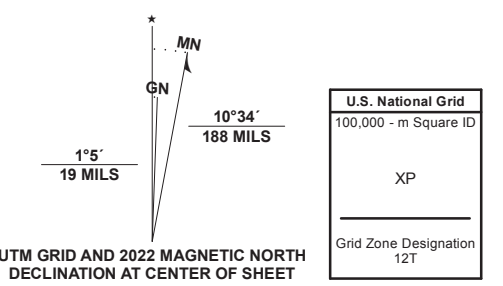 ★
MN
GN
10°34´
188 MILS
1°5´
19 MILS
UTM GRID AND 2022 MAGNETIC NORTH
DECLINATION AT CENTER OF SHEET
U.S. National Grid
100,000 - m Square ID
XP
Grid Zone Designation
12T